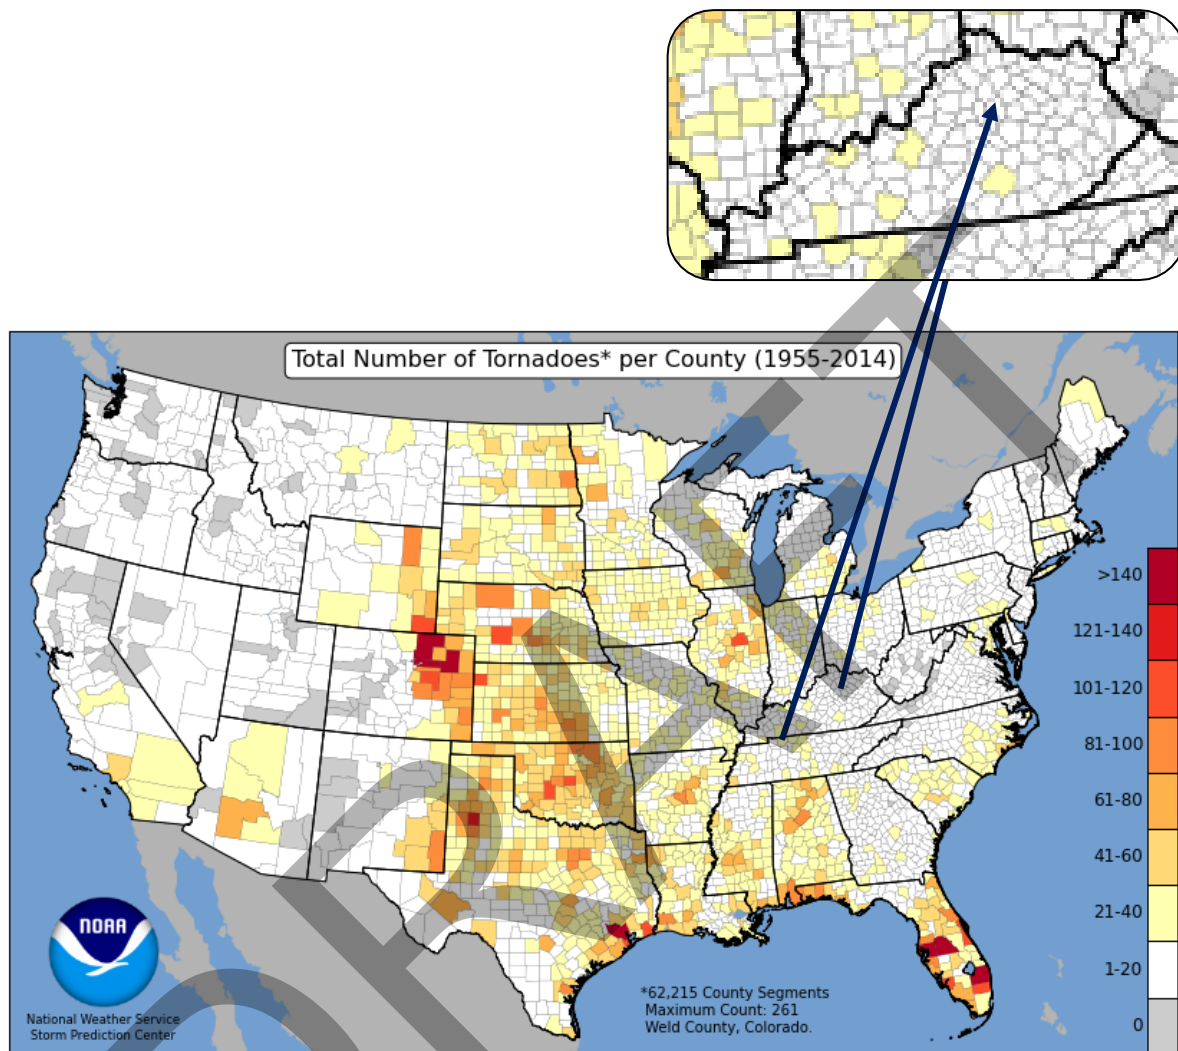 Total Number of Tornadoes* per County (1955-2014)
>140
121-140
101-120
81-100
61-80
41-60
21-40
1-20
0
NOAA
National Weather Service
Storm Prediction Center
*62,215 County Segments
Maximum Count: 261
Weld County, Colorado.
DRAFT